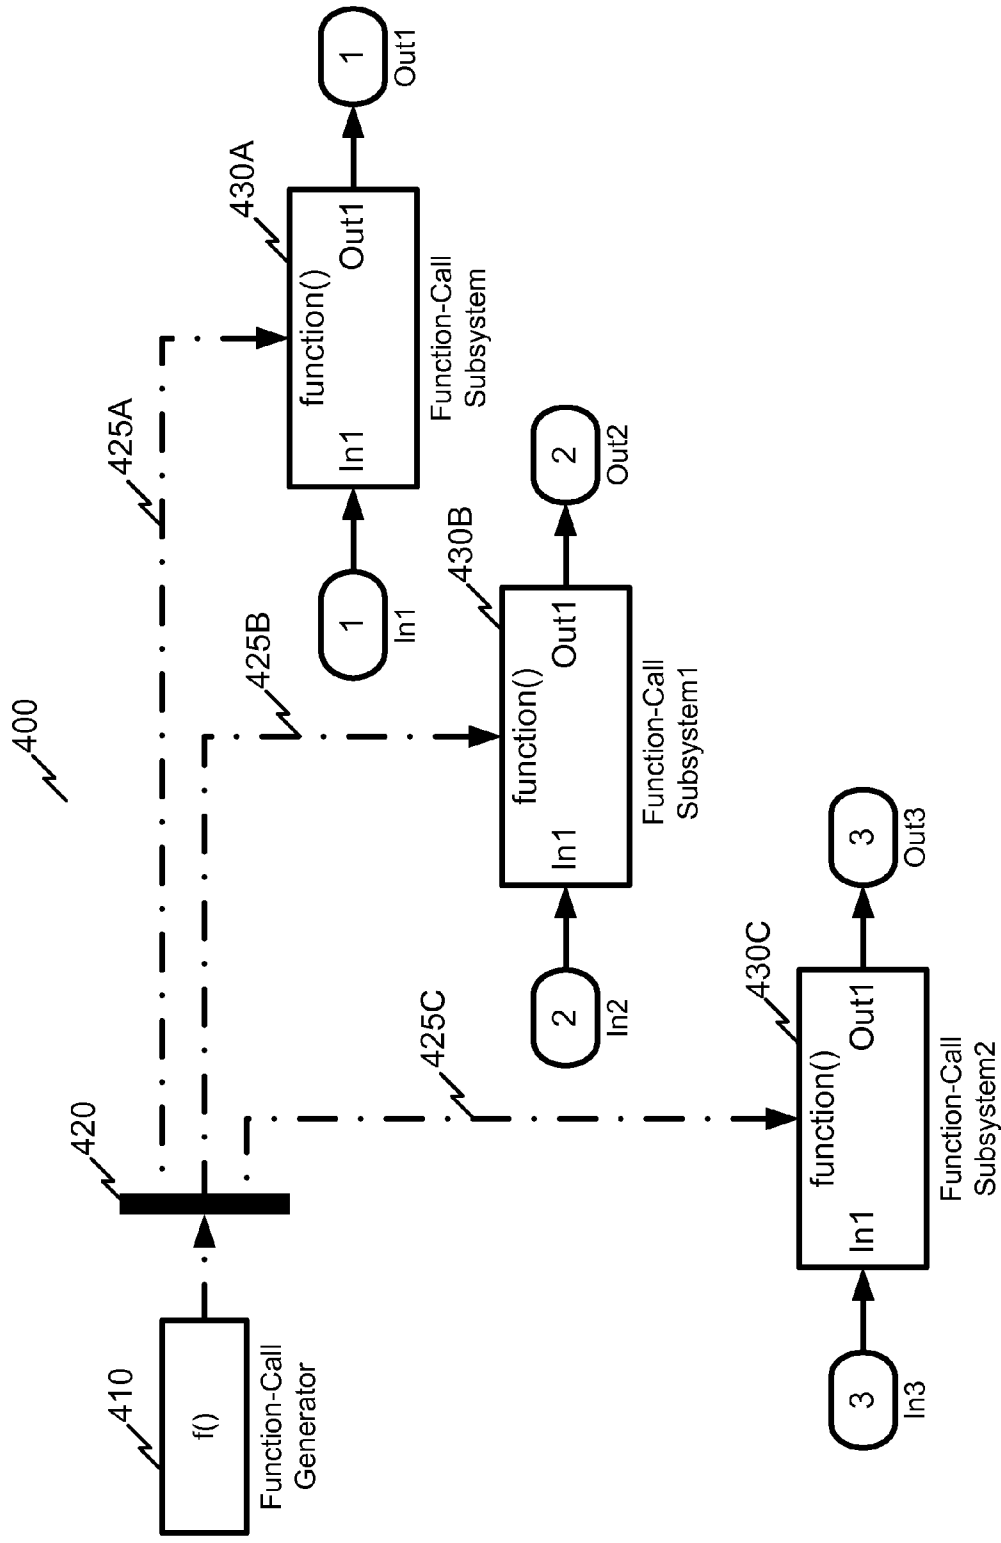 400
410
f()
Function-Call
Generator
420
425A
425B
425C
430A
function()
In1
Out1
Function-Call
Subsystem
1
In1
1
Out1
430B
function()
In1
Out1
Function-Call
Subsystem1
2
In2
2
Out2
430C
function()
In1
Out1
Function-Call
Subsystem2
3
In3
3
Out3